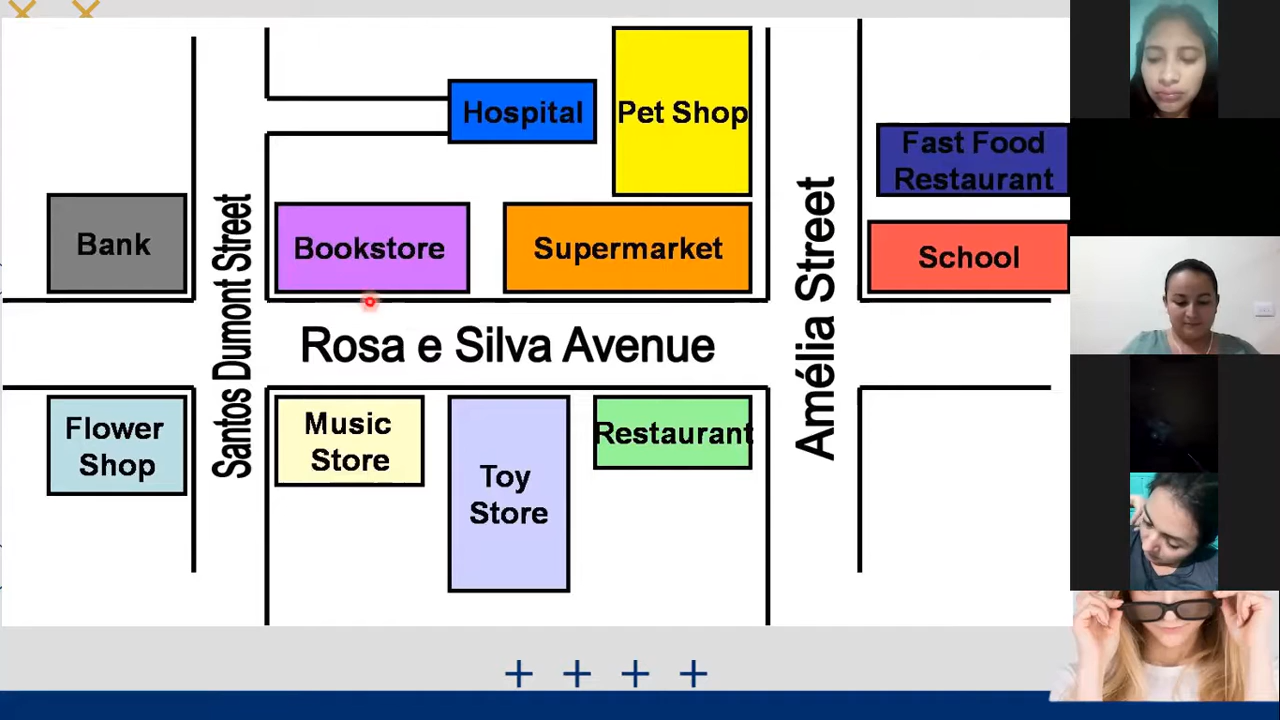 Hospital
Pet Shop
Fast Food
Restaurant
Bank
Santos Dumont Street
Bookstore
Supermarket
Amélia Street
School
Rosa e Silva Avenue
Flower
Shop
Music
Store
Toy
Store
Restaurant